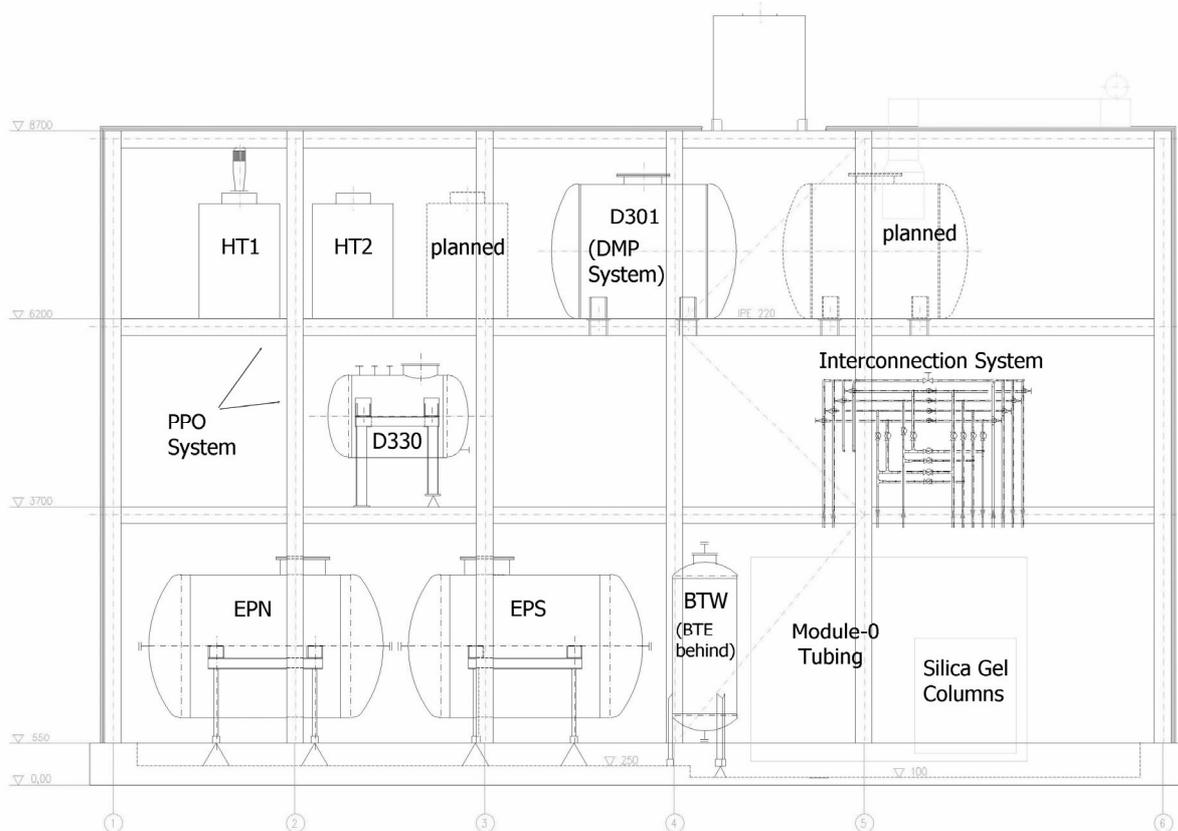 8700
HT1
HT2
planned
D301
(DMP
System)
planned
6200
IPE 220
Interconnection System
PPO
System
D330
3700
EPN
EPS
BTW
(BTE
behind)
Module-0
Tubing
Silica Gel
Columns
550
250
100
0,00
1
2
3
4
5
6